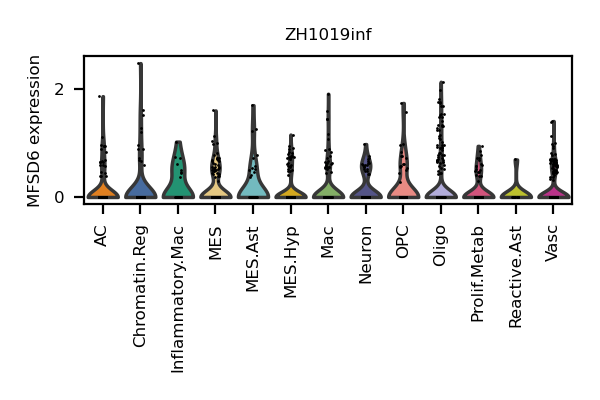 ZH1019inf
MFSD6 expression
2
0
AC
Chromatin.Reg
Inflammatory.Mac
MES
MES.Ast
MES.Hyp
Mac
Neuron
OPC
Oligo
Prolif.Metab
Reactive.Ast
Vasc